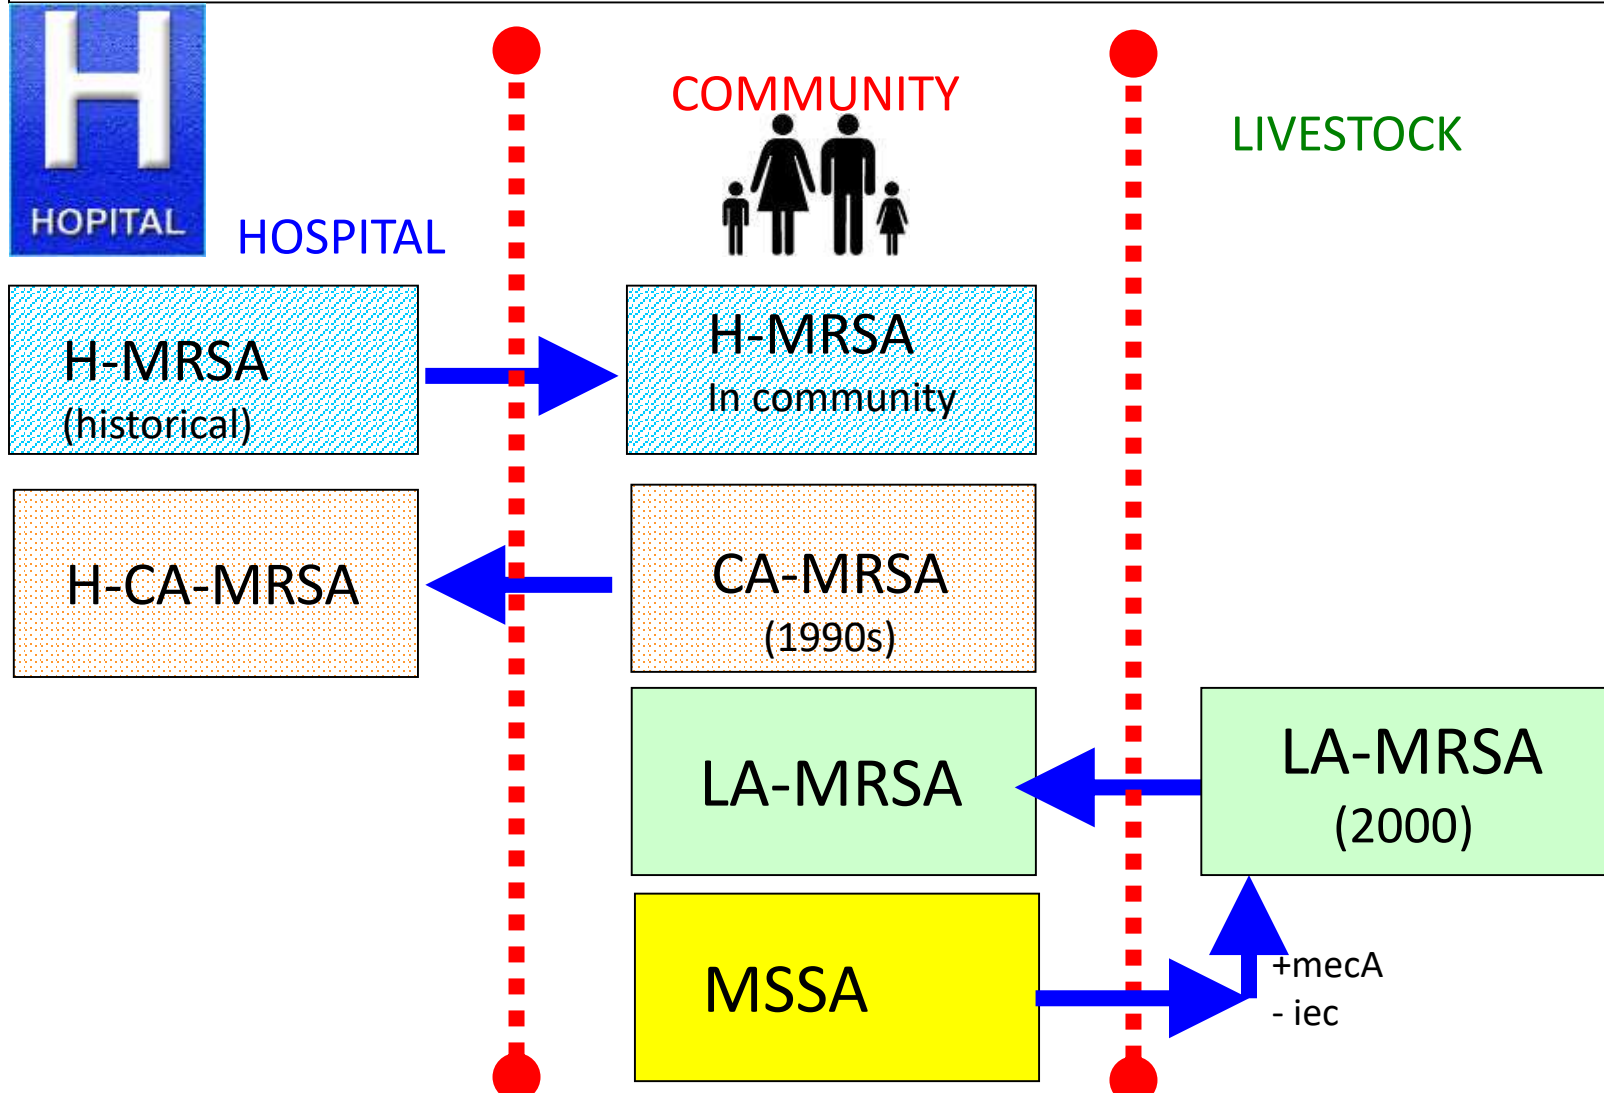 H
HOPITAL
HOSPITAL
COMMUNITY
LIVESTOCK
H-MRSA
(historical)
H-MRSA
In community
H-CA-MRSA
CA-MRSA
(1990s)
LA-MRSA
LA-MRSA
(2000)
MSSA
+mecA
- iec